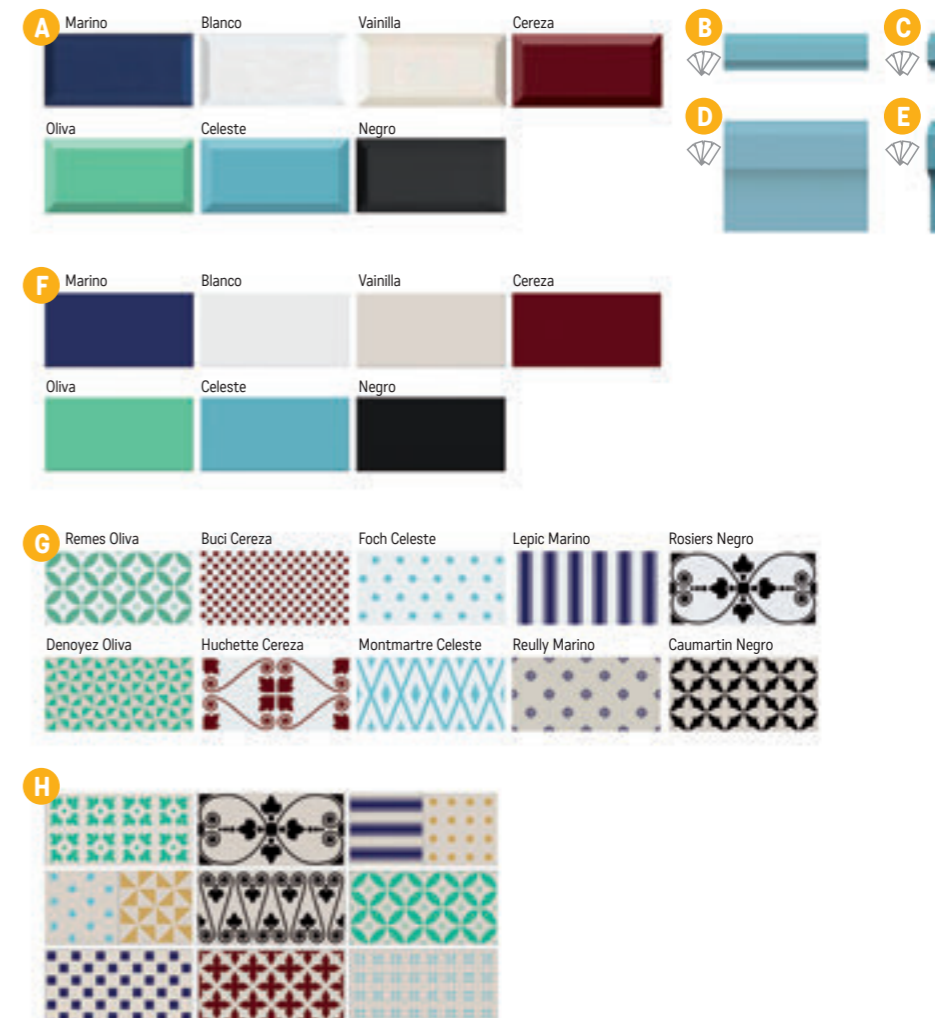 A Marino Blanco Vainilla Cereza
Oliva Celeste Negro
B
C
D
E
F Marino Blanco Vainilla Cereza
Oliva Celeste Negro
G Remes Oliva Buci Cereza Foch Celeste Lepic Marino Rosiers Negro
Denoyez Oliva Huchette Cereza Montmartre Celeste Reully Marino Caumartin Negro
H